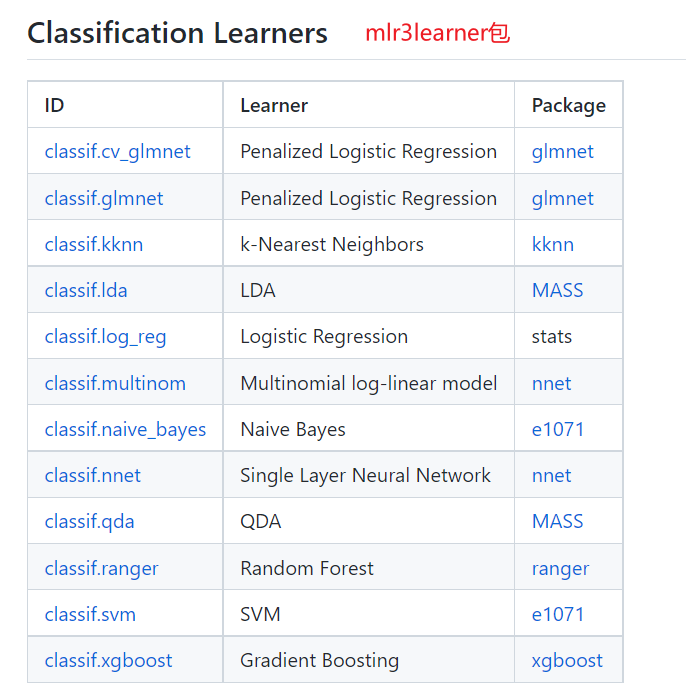 Classification Learners mlr3learner包
ID Learner Package
classif.cv_glmnet Penalized Logistic Regression glmnet
classif.glmnet Penalized Logistic Regression glmnet
classif.kknn k-Nearest Neighbors kknn
classif.lda LDA MASS
classif.log_reg Logistic Regression stats
classif.multinom Multinomial log-linear model nnet
classif.naive_bayes Naive Bayes e1071
classif.nnet Single Layer Neural Network nnet
classif.qda QDA MASS
classif.ranger Random Forest ranger
classif.svm SVM e1071
classif.xgboost Gradient Boosting xgboost